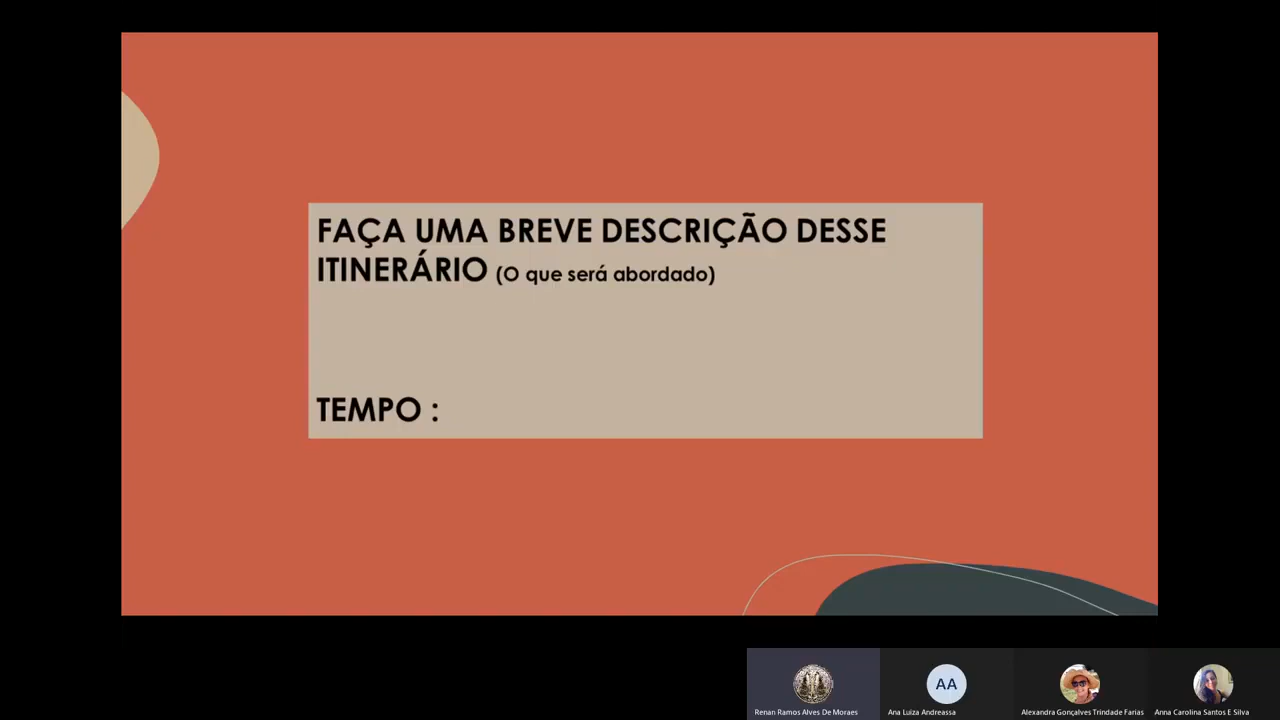 FAÇA UMA BREVE DESCRIÇÃO DESSE
ITINERÁRIO (O que será abordado)
TEMPO :
AA
Renan Ramos Alves De Moraes
Ana Luiza Andreassa
Alexandra Gonçalves Trindade Farias
Anna Carolina Santos E Silva